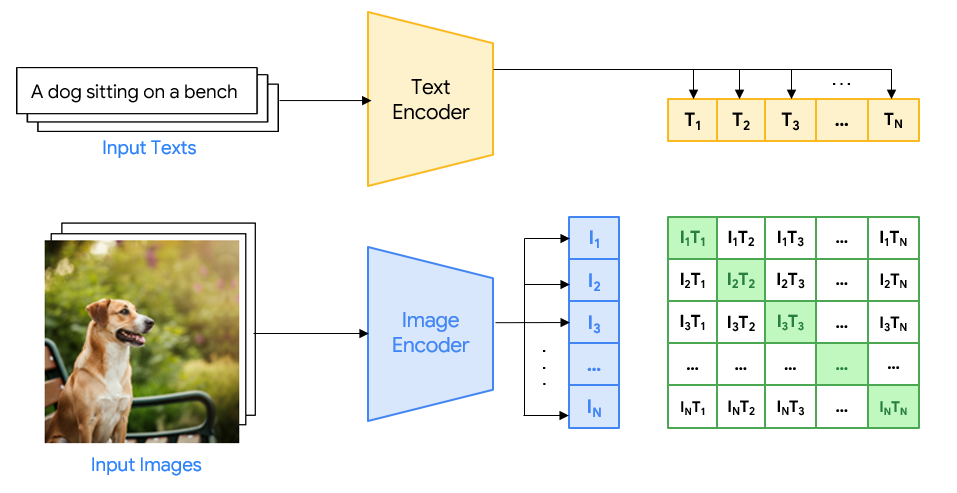 A dog sitting on a bench
Input Texts
Text
Encoder
...
T₁ T₂ T₃ ... Tₙ
Input Images
Image
Encoder
I₁
I₂
I₃
...
Iₙ
I₁T₁ I₁T₂ I₁T₃ ... I₁Tₙ
I₂T₁ I₂T₂ I₂T₃ ... I₂Tₙ
I₃T₁ I₃T₂ I₃T₃ ... I₃Tₙ
... ... ... ... ...
IₙT₁ IₙT₂ IₙT₃ ... IₙTₙ